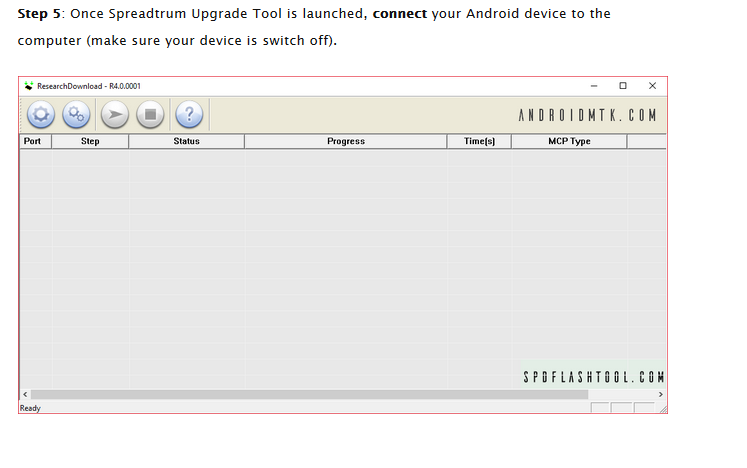 Step 5: Once Spreadtrum Upgrade Tool is launched, connect your Android device to the
computer (make sure your device is switch off).
ResearchDownload - R4.0.0001
?
ANDROIDMTK.COM
Port Step Status Progress Time(s) MCP Type
SPDFLASHTOOL.COM
Ready